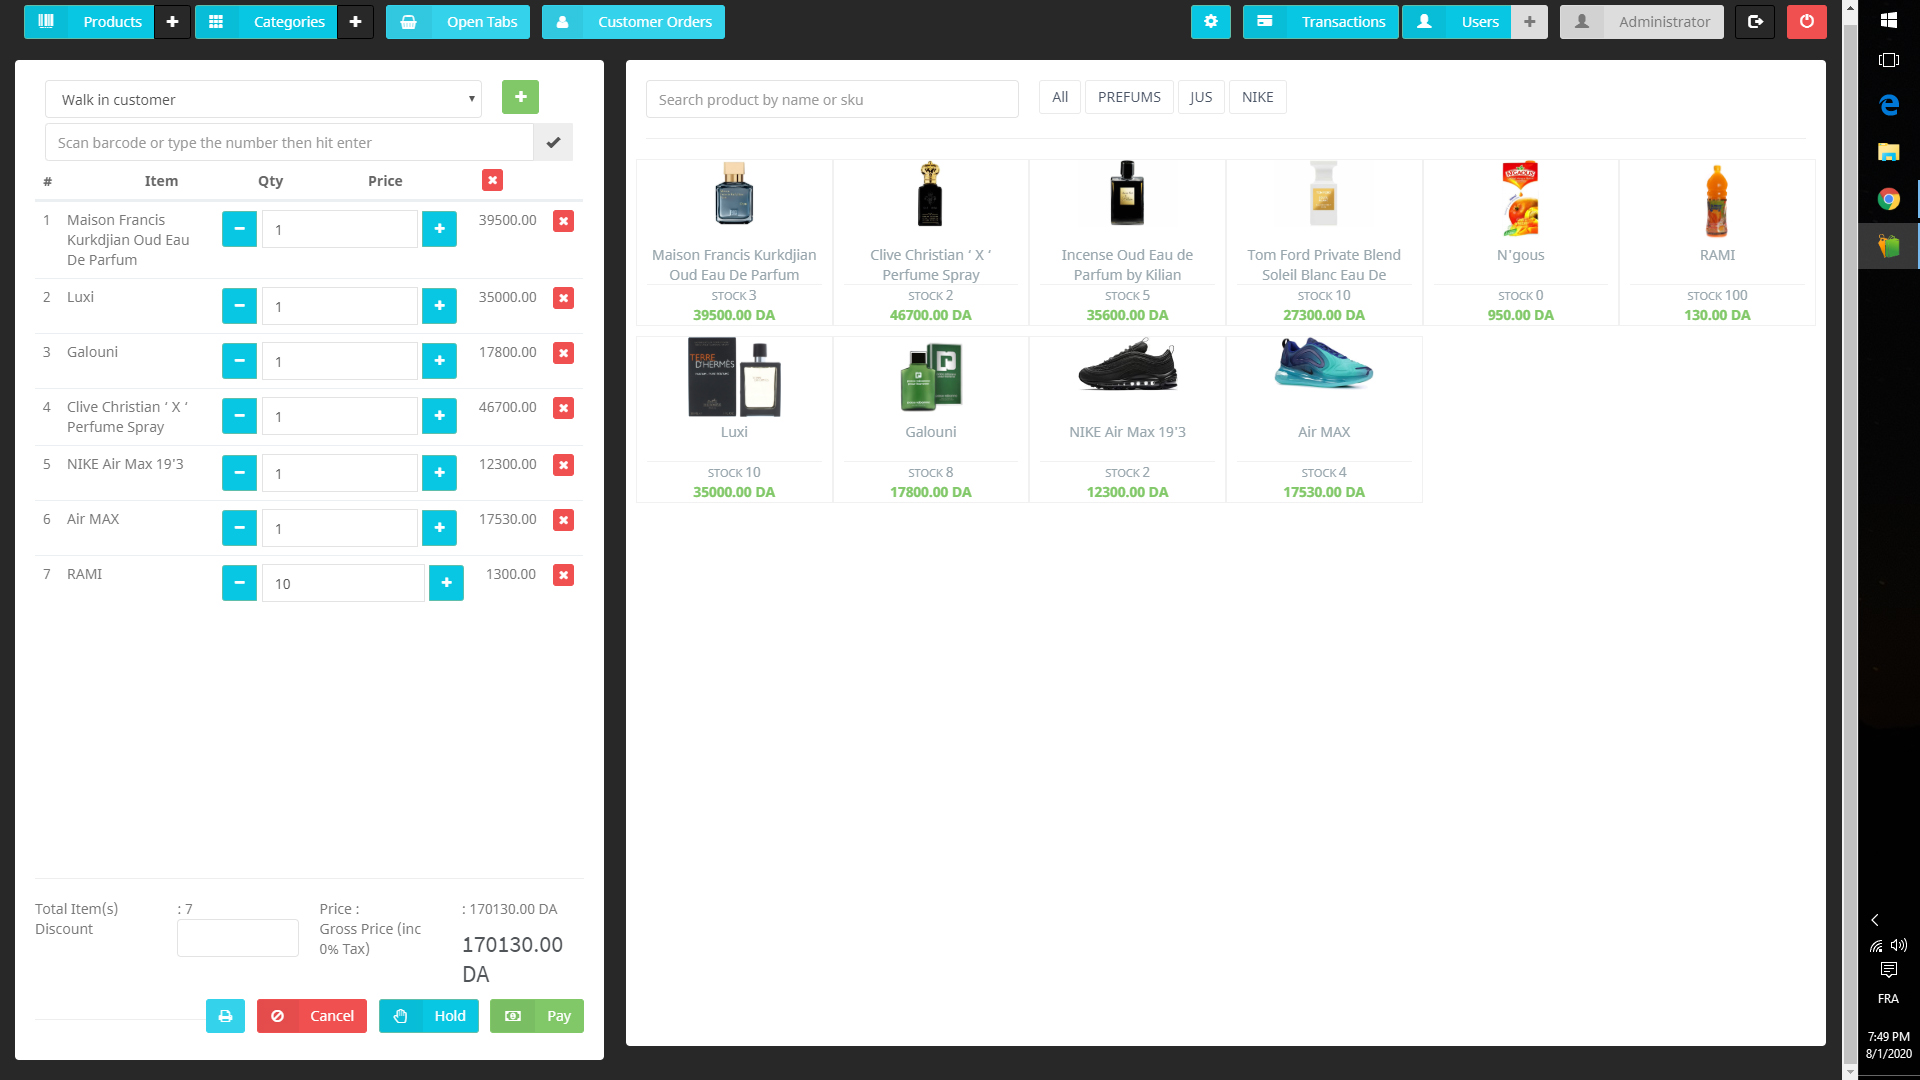 Products
Categories
Open Tabs
Customer Orders
Transactions
Users
Administrator
Walk in customer
Scan barcode or type the number then hit enter
# Item Qty Price
1 Maison Francis Kurkdjian Oud Eau De Parfum 1 39500.00
2 Luxi 1 35000.00
3 Galouni 1 17800.00
4 Clive Christian ‘ X ‘ Perfume Spray 1 46700.00
5 NIKE Air Max 19'3 1 12300.00
6 Air MAX 1 17530.00
7 RAMI 10 1300.00
Total Item(s) : 7 Price : : 170130.00 DA
Discount Gross Price (inc 0% Tax) 170130.00 DA
Cancel
Hold
Pay
Search product by name or sku
All
PREFUMS
JUS
NIKE
Maison Francis Kurkdjian
Oud Eau De Parfum
STOCK 3
39500.00 DA
Clive Christian ‘ X ‘
Perfume Spray
STOCK 2
46700.00 DA
Incense Oud Eau de
Parfum by Kilian
STOCK 5
35600.00 DA
Tom Ford Private Blend
Soleil Blanc Eau De
STOCK 10
27300.00 DA
N'gous
STOCK 0
950.00 DA
RAMI
STOCK 100
130.00 DA
TERRE
D'HERMES
Luxi
STOCK 10
35000.00 DA
Galouni
STOCK 8
17800.00 DA
NIKE Air Max 19'3
STOCK 2
12300.00 DA
Air MAX
STOCK 4
17530.00 DA
FRA
7:49 PM
8/1/2020